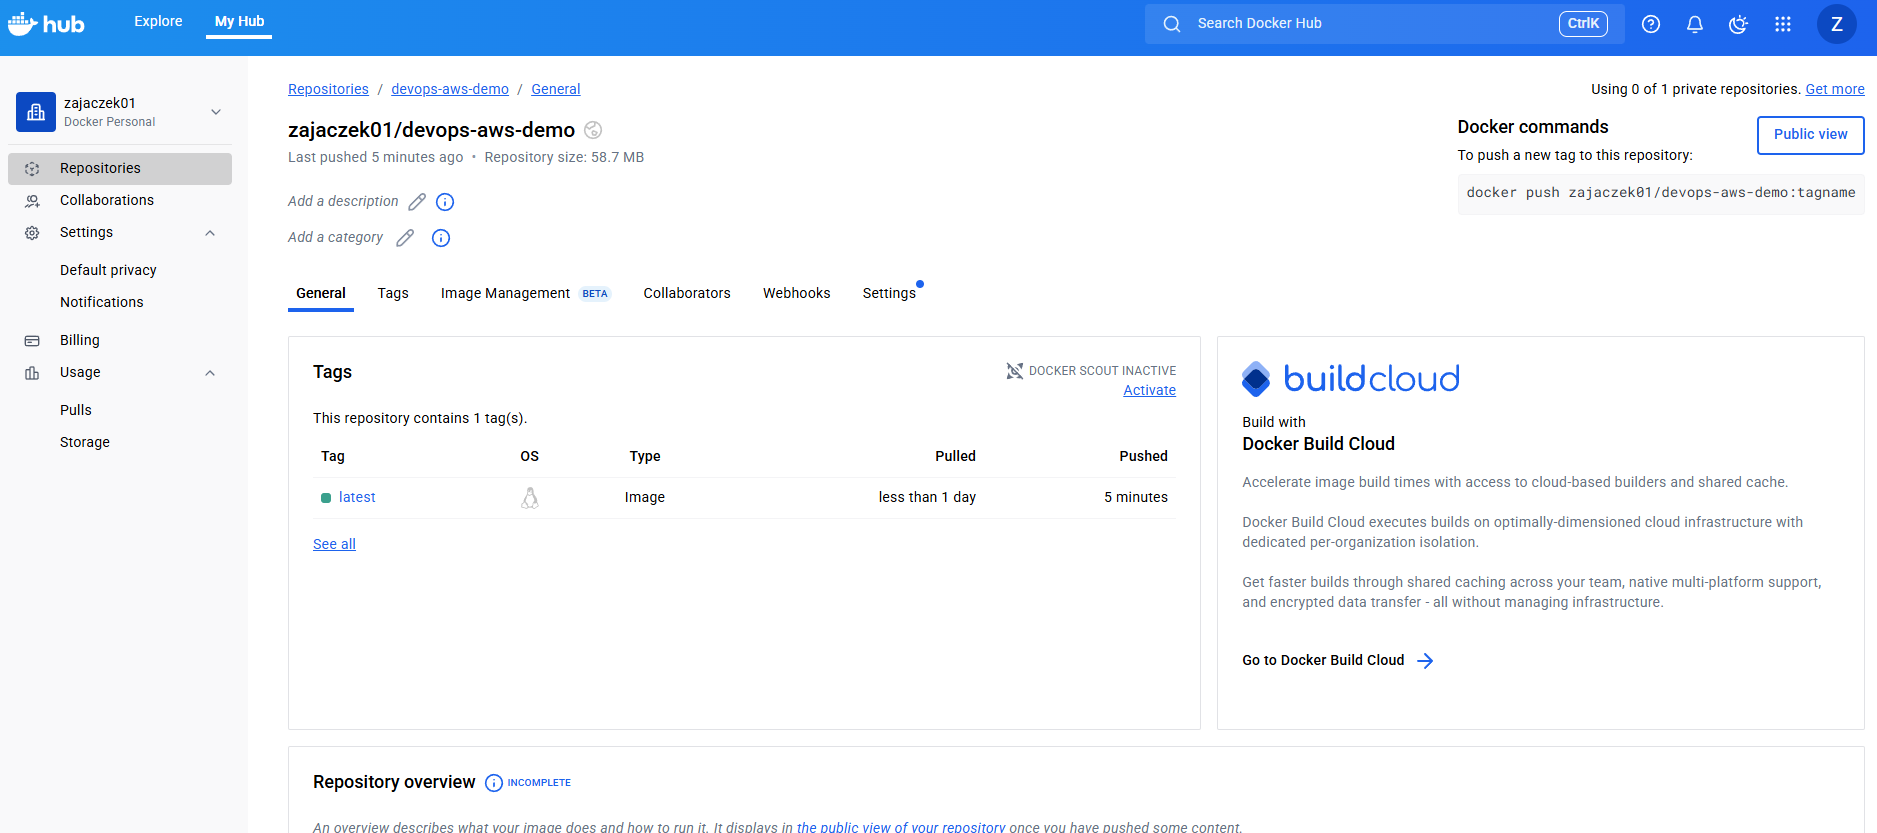 hub
Explore
My Hub
Search Docker Hub
CtrlK
Z
zajaczek01
Docker Personal
Repositories
Collaborations
Settings
Default privacy
Notifications
Billing
Usage
Pulls
Storage
Repositories / devops-aws-demo / General
Using 0 of 1 private repositories. Get more
zajaczek01/devops-aws-demo
Last pushed 5 minutes ago • Repository size: 58.7 MB
Add a description
Add a category
Docker commands
Public view
To push a new tag to this repository:
docker push zajaczek01/devops-aws-demo:tagname
General
Tags
Image Management BETA
Collaborators
Webhooks
Settings
Tags
DOCKER SCOUT INACTIVE
Activate
This repository contains 1 tag(s).
Tag OS Type Pulled Pushed
latest Image less than 1 day 5 minutes
See all
buildcloud
Build with
Docker Build Cloud
Accelerate image build times with access to cloud-based builders and shared cache.
Docker Build Cloud executes builds on optimally-dimensioned cloud infrastructure with
dedicated per-organization isolation.
Get faster builds through shared caching across your team, native multi-platform support,
and encrypted data transfer - all without managing infrastructure.
Go to Docker Build Cloud
Repository overview INCOMPLETE
An overview describes what your image does and how to run it. It displays in the public view of your repository once you have pushed some content.